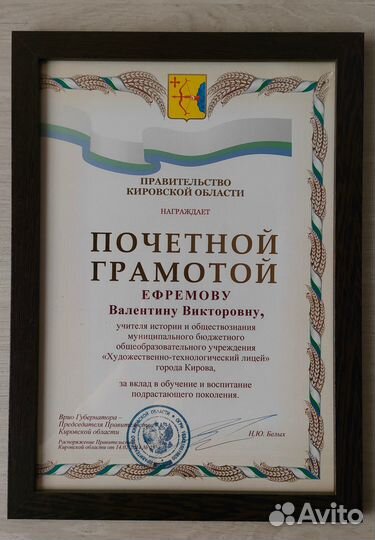 ПРАВИТЕЛЬСТВО
КИРОВСКОЙ ОБЛАСТИ
НАГРАЖДАЕТ
ПОЧЕТНОЙ
ГРАМОТОЙ
ЕФРЕМОВУ
Валентину Викторовну,
учителя истории и обществознания
муниципального бюджетного
общеобразовательного учреждения
«Художественно-технологический лицей»
города Кирова,
за вклад в обучение и воспитание
подрастающего поколения.
Врио Губернатора –
Председателя Правительства
Кировской области
Н.Ю. Белых
Распоряжение Правительства
Кировской области от
Avito